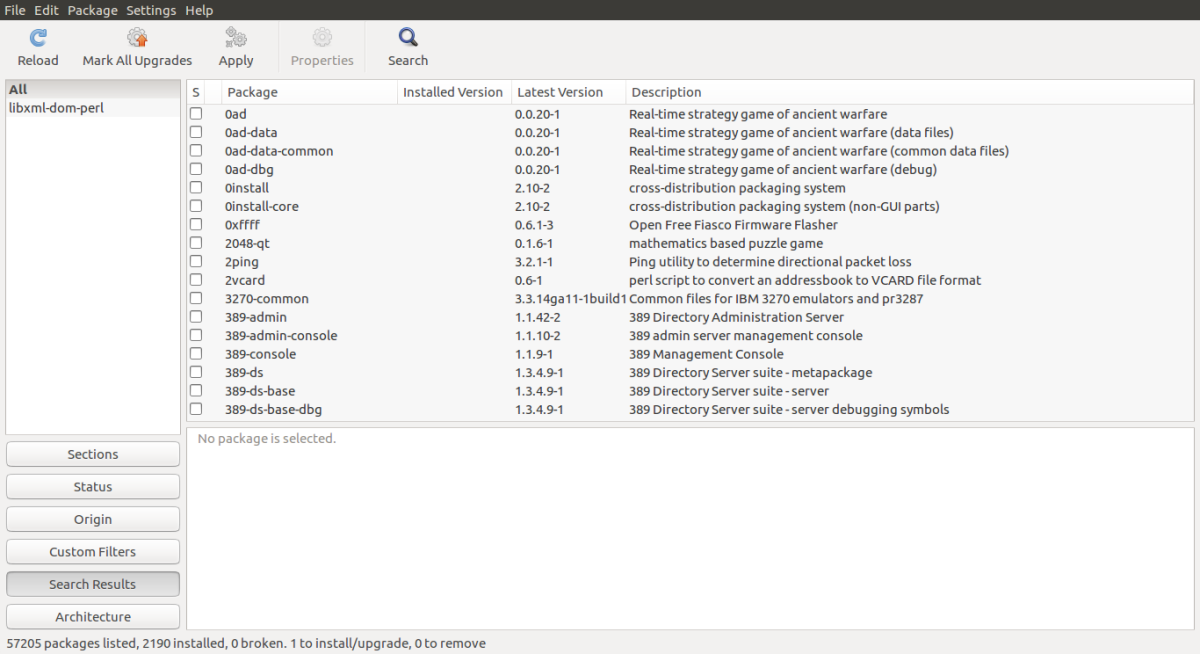 File Edit Package Settings Help
Reload Mark All Upgrades Apply Properties Search
All
libxml-dom-perl
S Package Installed Version Latest Version Description
0ad 0.0.20-1 Real-time strategy game of ancient warfare
0ad-data 0.0.20-1 Real-time strategy game of ancient warfare (data files)
0ad-data-common 0.0.20-1 Real-time strategy game of ancient warfare (common data files)
0ad-dbg 0.0.20-1 Real-time strategy game of ancient warfare (debug)
0install 2.10-2 cross-distribution packaging system
0install-core 2.10-2 cross-distribution packaging system (non-GUI parts)
0xffff 0.6.1-3 Open Free Fiasco Firmware Flasher
2048-qt 0.1.6-1 mathematics based puzzle game
2ping 3.2.1-1 Ping utility to determine directional packet loss
2vcard 0.6-1 perl script to convert an addressbook to VCARD file format
3270-common 3.3.14ga11-1build1 Common files for IBM 3270 emulators and pr3287
389-admin 1.1.42-2 389 Directory Administration Server
389-admin-console 1.1.10-2 389 admin server management console
389-console 1.1.9-1 389 Management Console
389-ds 1.3.4.9-1 389 Directory Server suite - metapackage
389-ds-base 1.3.4.9-1 389 Directory Server suite - server
389-ds-base-dbg 1.3.4.9-1 389 Directory Server suite - server debugging symbols
No package is selected.
Sections
Status
Origin
Custom Filters
Search Results
Architecture
57205 packages listed, 2190 installed, 0 broken. 1 to install/upgrade, 0 to remove